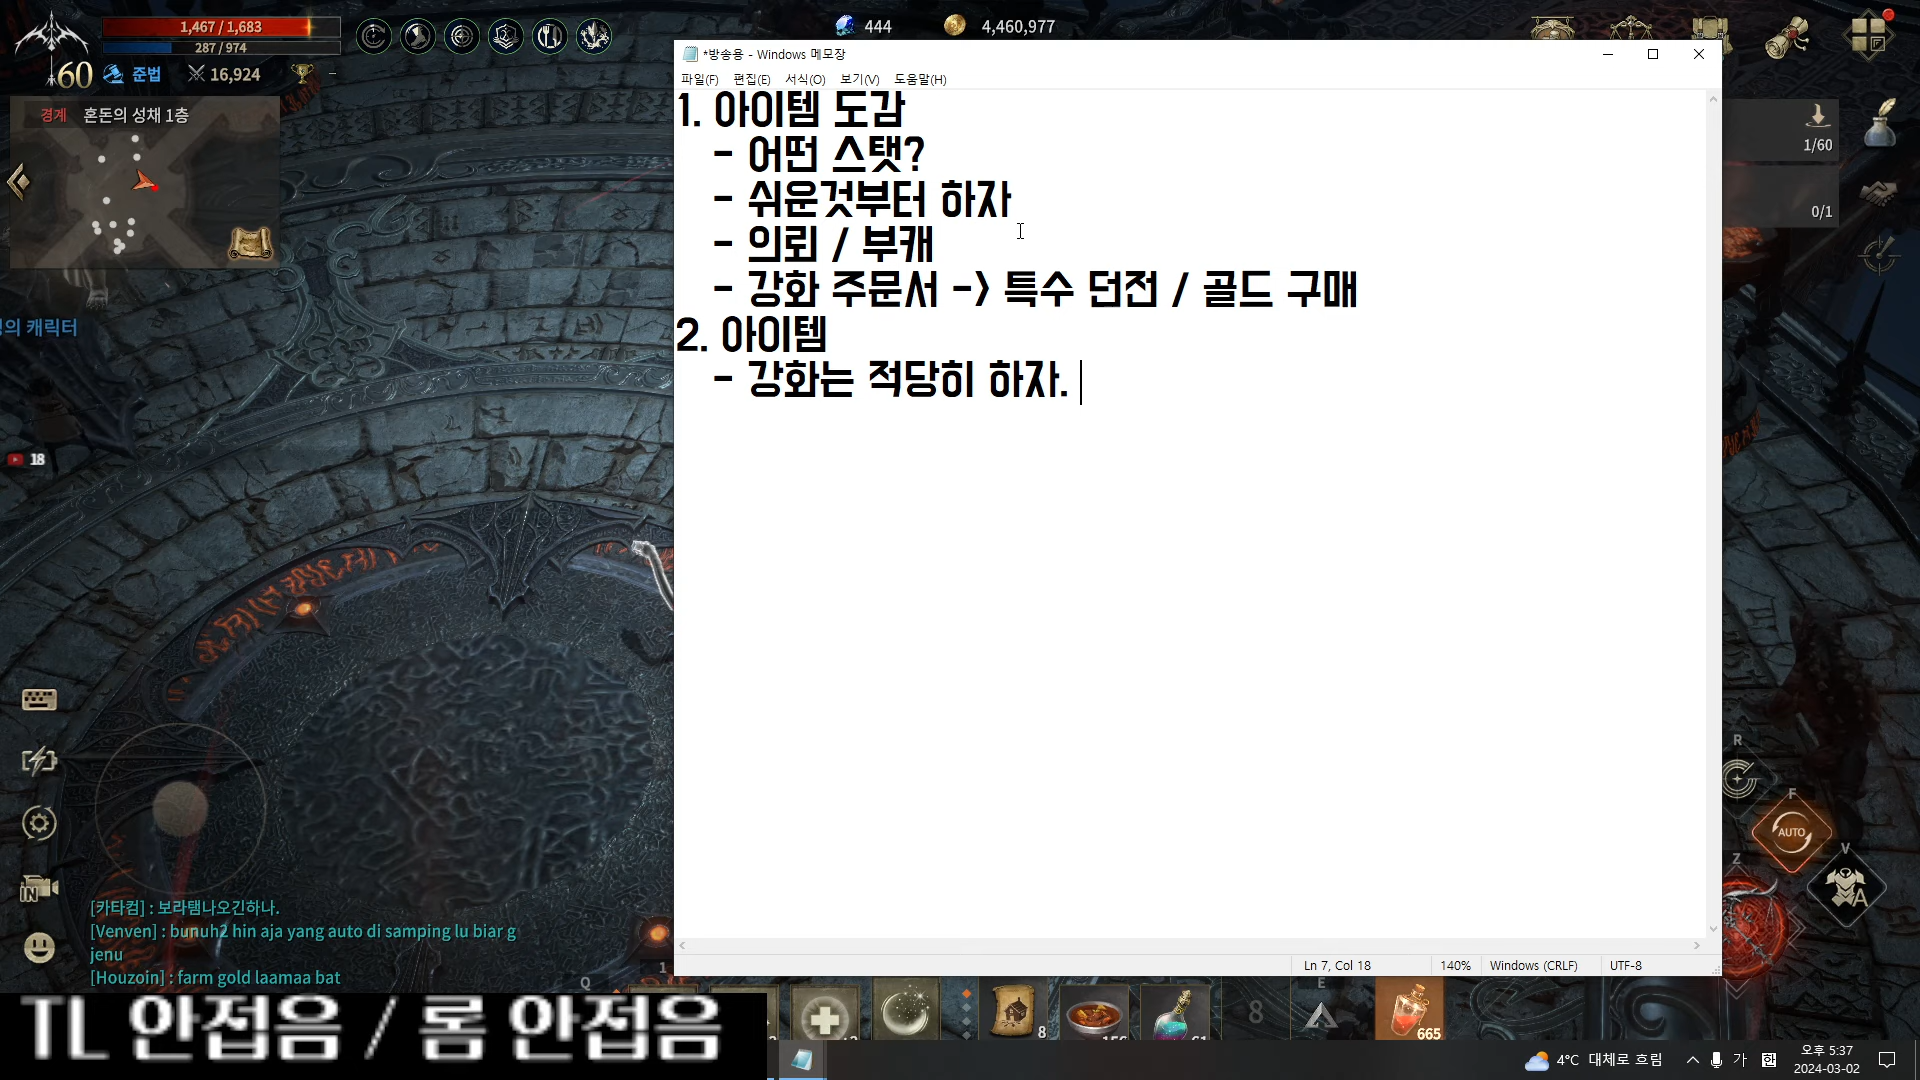 1,467 / 1,683
287 / 974
60 준법 16,924 -
444
4,460,977
경계 혼돈의 성채 1층
의 캐릭터
18
*방송용 - Windows 메모장
파일(F) 편집(E) 서식(O) 보기(V) 도움말(H)
1. 아이템 도감
- 어떤 스탯?
- 쉬운것부터 하자
- 의뢰 / 부캐
- 강화 주문서 -> 특수 던전 / 골드 구매
2. 아이템
- 강화는 적당히 하자.
Ln 7, Col 18 140% Windows (CRLF) UTF-8
1/60
0/1
R
F
AUTO
Z
V
A
IN
[카타컴] : 보라템나오긴하나.
[Venven] : bunuh2 hin aja yang auto di samping lu biar g
jenu
[Houzoin] : farm gold laamaa bat
Q
1
E
8
8
665
TL 안접음 / 롬 안접음
4°C 대체로 흐림
가 한
오후 5:37
2024-03-02